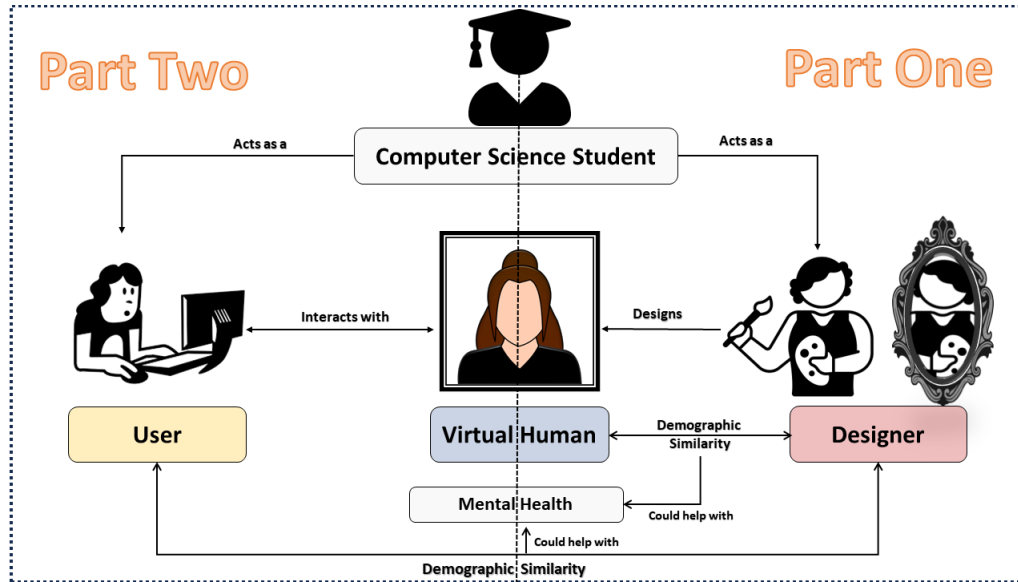 Part Two
Part One
Acts as a
Computer Science Student
Acts as a
Interacts with
Designs
User
Virtual Human
Demographic
Similarity
Designer
Mental Health
Could help with
Could help with
Demographic Similarity